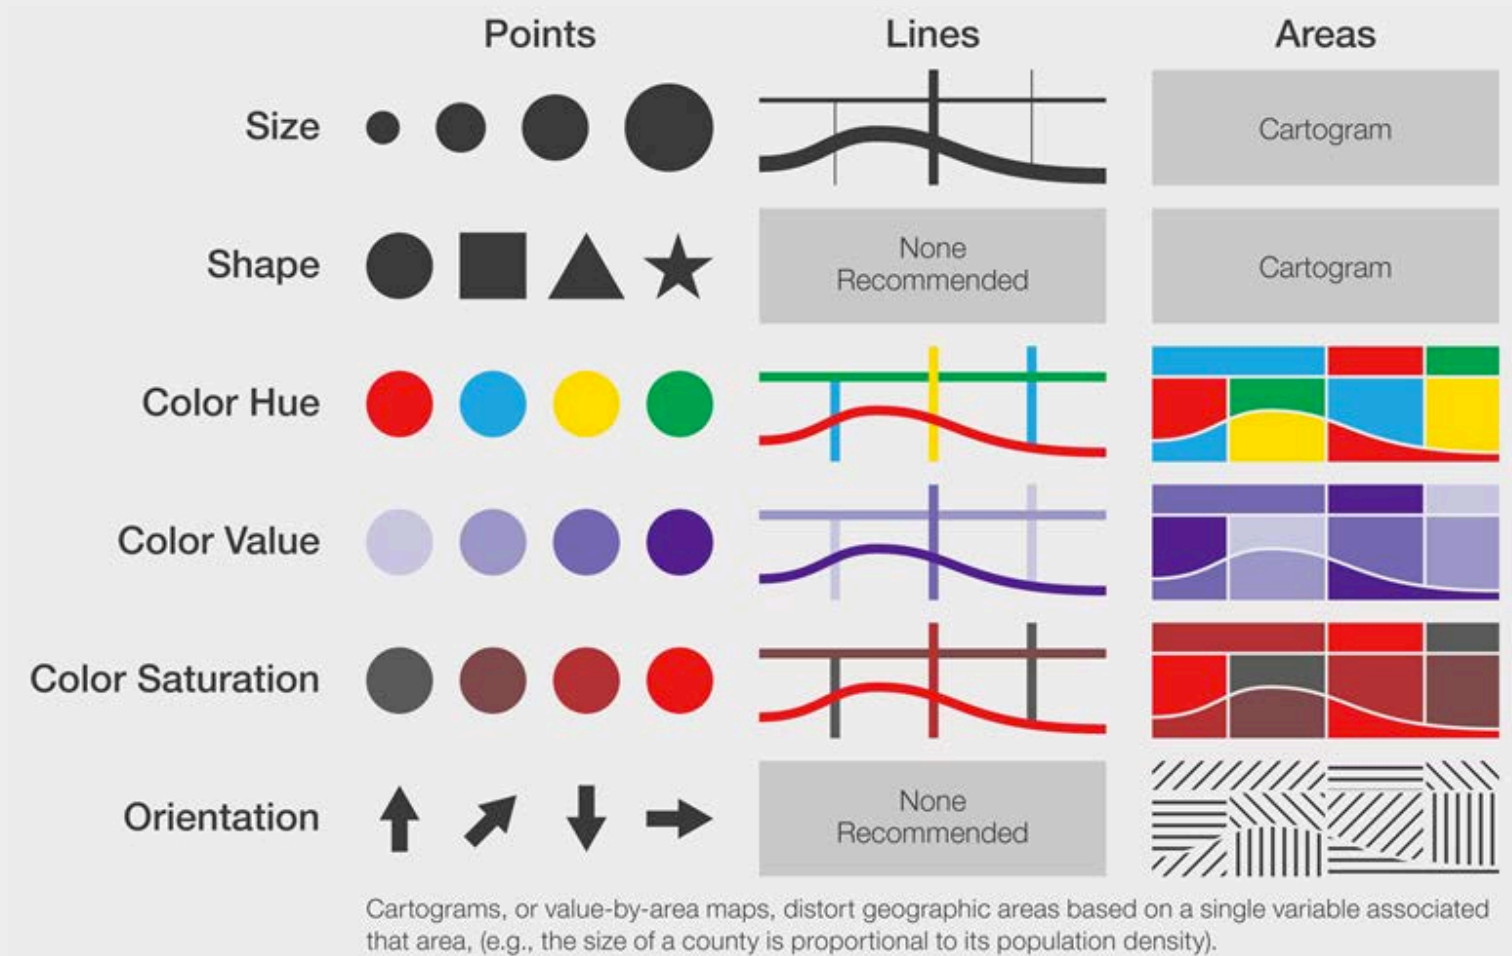 Points Lines Areas
Size
Cartogram
Shape
None
Recommended
Cartogram
Color Hue
Color Value
Color Saturation
Orientation
None
Recommended
Cartograms, or value-by-area maps, distort geographic areas based on a single variable associated
that area, (e.g., the size of a county is proportional to its population density).